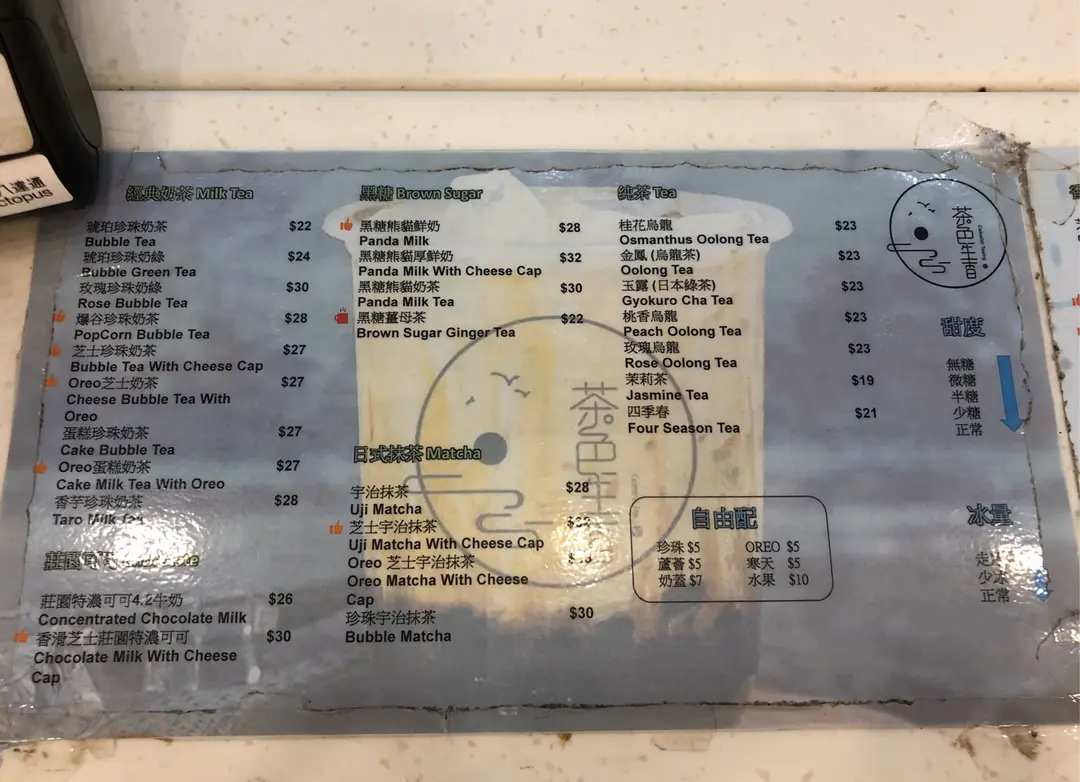 八達通
經典奶茶 Milk Tea
琥珀珍珠奶茶 $22
Bubble Tea
琥珀珍珠奶綠 $24
Bubble Green Tea
玫瑰珍珠奶綠 $30
Rose Bubble Tea
爆谷珍珠奶茶 $28
PopCorn Bubble Tea
芝士珍珠奶茶 $27
Bubble Tea With Cheese Cap
Oreo芝士奶茶 $27
Cheese Bubble Tea With
Oreo
蛋糕珍珠奶茶 $27
Cake Bubble Tea
Oreo蛋糕奶茶 $27
Cake Milk Tea With Oreo
香芋珍珠奶茶 $28
Taro Milk
莊園
莊園特濃可可4.2牛奶 $26
Concentrated Chocolate Milk
香滑芝士莊園特濃可可 $30
Chocolate Milk With Cheese
Cap
黑糖 Brown Sugar
黑糖熊貓鮮奶 $28
Panda Milk
黑糖熊貓厚鮮奶 $32
Panda Milk With Cheese Cap
黑糖熊貓奶茶 $30
Panda Milk Tea
黑糖薑母茶 $22
Brown Sugar Ginger Tea
日式抹茶 Matcha
宇治抹茶 $28
Uji Matcha
芝士宇治抹茶
Uji Matcha With Cheese Cap
Oreo 芝士宇治抹茶
Oreo Matcha With Cheese
Cap
珍珠宇治抹茶 $30
Bubble Matcha
純茶 Tea
桂花烏龍 $23
Osmanthus Oolong Tea
金鳳 (烏龍茶) $23
Oolong Tea
玉露 (日本綠茶) $23
Gyokuro Cha Tea
桃香烏龍 $23
Peach Oolong Tea
玫瑰烏龍 $23
Rose Oolong Tea
茉莉茶 $19
Jasmine Tea
四季春 $21
Four Season Tea
茶色生
自由配
珍珠 $5 OREO $5
蘆薈 $5 寒天 $5
奶蓋 $7 水果 $10
茶色生香
甜度
無糖
微糖
半糖
少糖
正常
冰量
走
少冰
正常